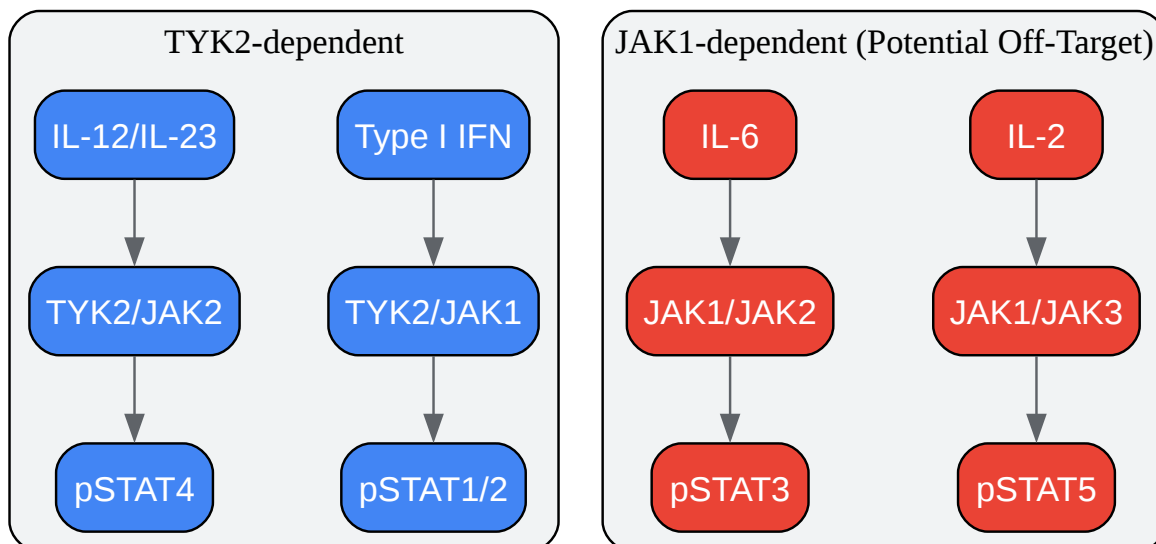 TYK2-dependent
IL-12/IL-23
Type I IFN
TYK2/JAK2
TYK2/JAK1
pSTAT4
pSTAT1/2
JAK1-dependent (Potential Off-Target)
IL-6
IL-2
JAK1/JAK2
JAK1/JAK3
pSTAT3
pSTAT5